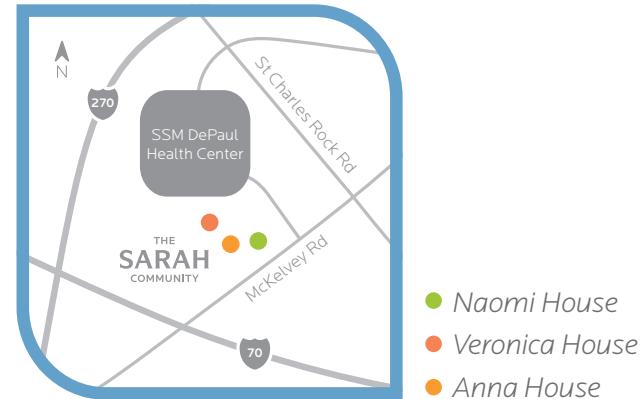 N
270
St Charles Rock Rd
SSM DePaul
Health Center
THE
SARAH
COMMUNITY
McKelvey Rd
70
Naomi House
Veronica House
Anna House